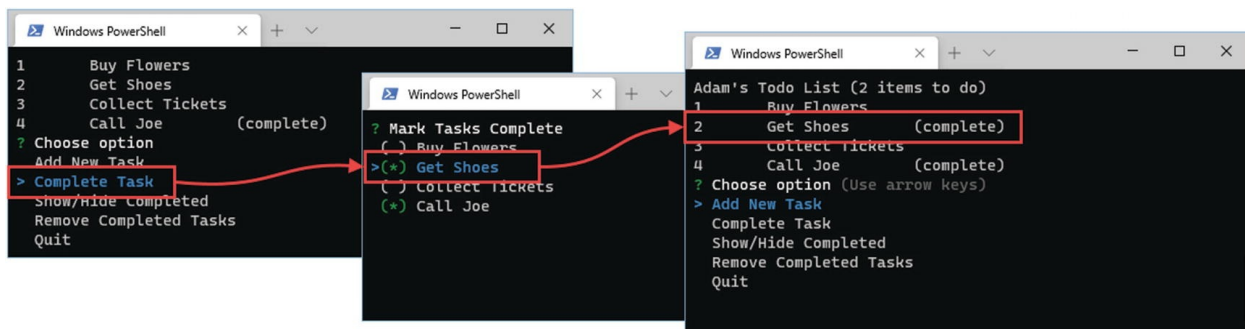 Windows PowerShell
1 Buy Flowers
2 Get Shoes
3 Collect Tickets
4 Call Joe (complete)
? Choose option
Add New Task
> Complete Task
Show/Hide Completed
Remove Completed Tasks
Quit
Windows PowerShell
? Mark Tasks Complete
( ) Buy Flowers
>(*) Get Shoes
( ) Collect Tickets
(*) Call Joe
Windows PowerShell
Adam's Todo List (2 items to do)
1 Buy Flowers
2 Get Shoes (complete)
3 Collect Tickets
4 Call Joe (complete)
? Choose option (Use arrow keys)
> Add New Task
Complete Task
Show/Hide Completed
Remove Completed Tasks
Quit